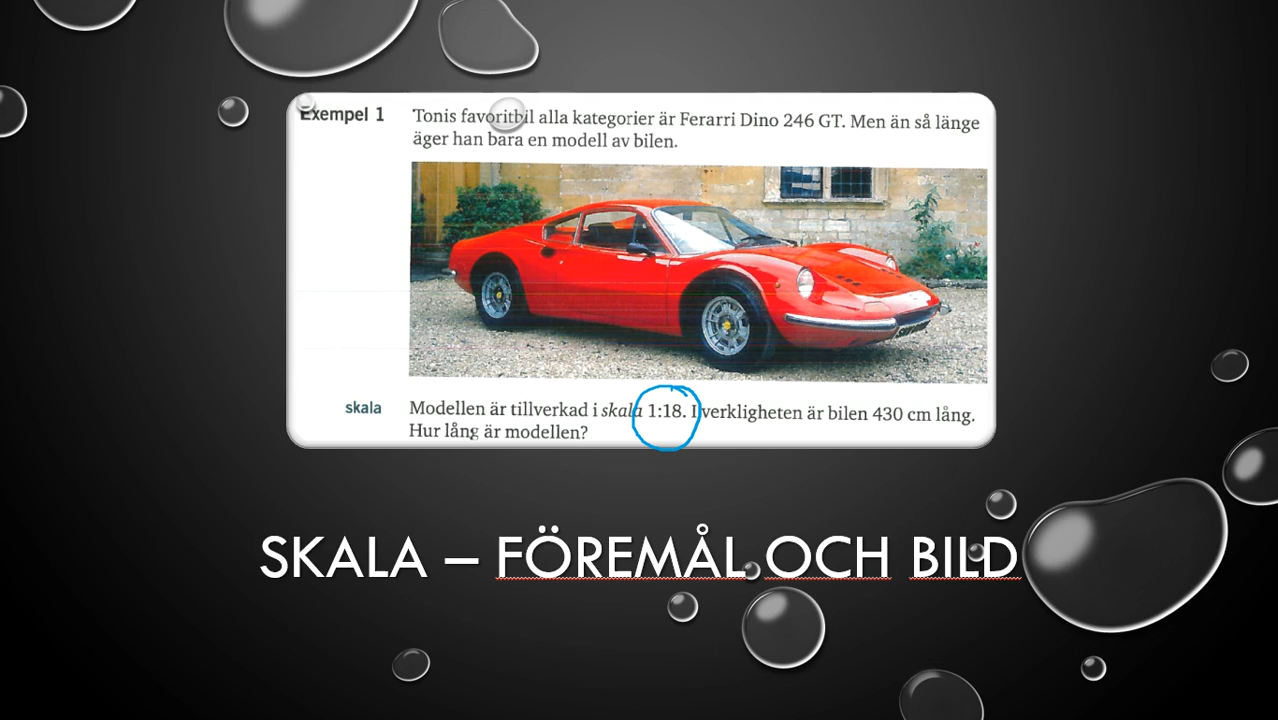 Exempel 1
Tonis favoritbil alla kategorier är Ferarri Dino 246 GT. Men än så länge
äger han bara en modell av bilen.
skala
Modellen är tillverkad i skala 1:18. I verkligheten är bilen 430 cm lång.
Hur lång är modellen?
SKALA – FÖREMÅL OCH BILD